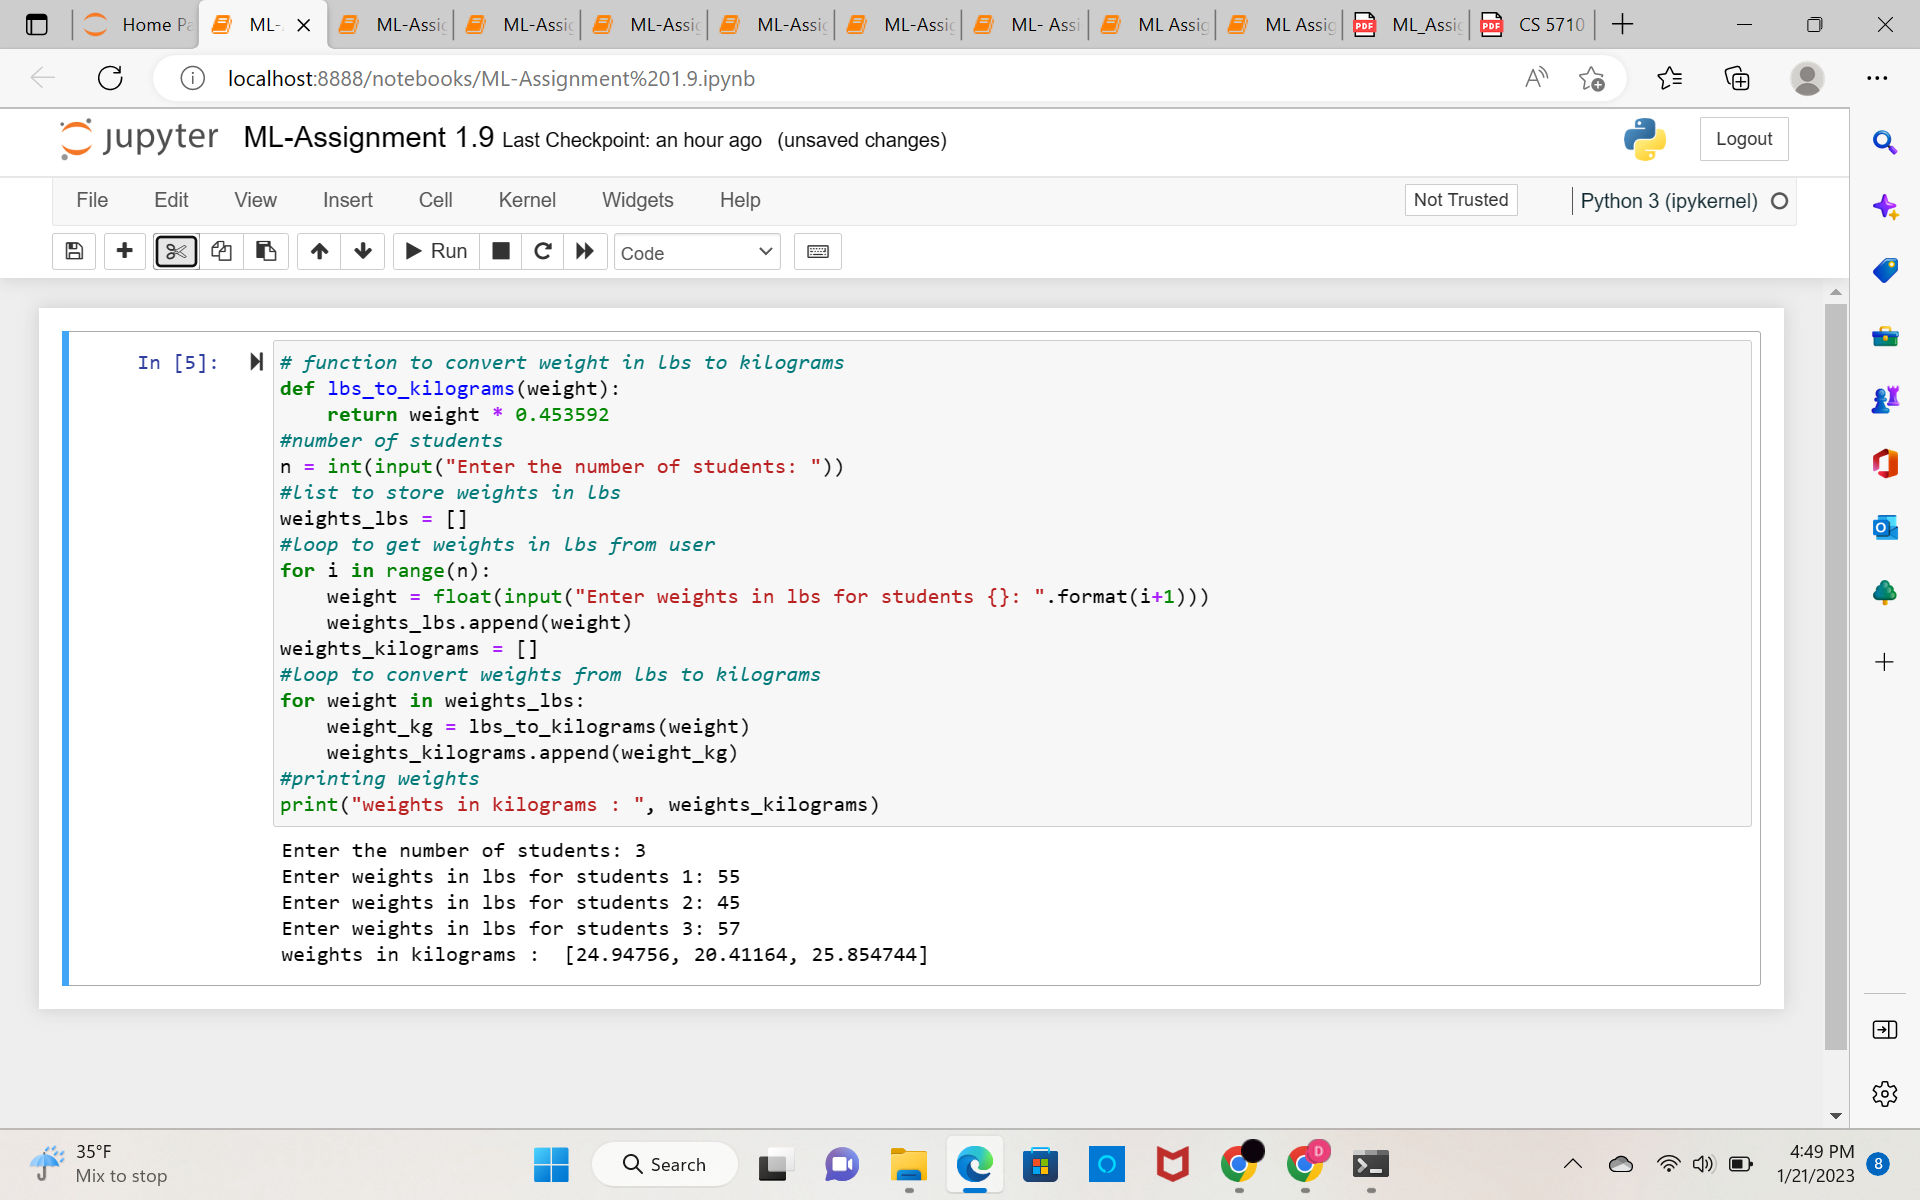 Home Pa
ML-
ML-Assig
ML-Assig
ML-Assig
ML-Assig
ML-Assig
ML- Assi
ML Assig
ML Assig
ML_Assig
CS 5710
localhost:8888/notebooks/ML-Assignment%201.9.ipynb
jupyter ML-Assignment 1.9 Last Checkpoint: an hour ago (unsaved changes)
Logout
File Edit View Insert Cell Kernel Widgets Help
Not Trusted
Python 3 (ipykernel)
Run
Code
In [5]:
# function to convert weight in lbs to kilograms
def lbs_to_kilograms(weight):
    return weight * 0.453592
#number of students
n = int(input("Enter the number of students: "))
#list to store weights in lbs
weights_lbs = []
#loop to get weights in lbs from user
for i in range(n):
    weight = float(input("Enter weights in lbs for students {}: ".format(i+1)))
    weights_lbs.append(weight)
weights_kilograms = []
#loop to convert weights from lbs to kilograms
for weight in weights_lbs:
    weight_kg = lbs_to_kilograms(weight)
    weights_kilograms.append(weight_kg)
#printing weights
print("weights in kilograms : ", weights_kilograms)
Enter the number of students: 3
Enter weights in lbs for students 1: 55
Enter weights in lbs for students 2: 45
Enter weights in lbs for students 3: 57
weights in kilograms :  [24.94756, 20.41164, 25.854744]
35°F
Mix to stop
Search
D
4:49 PM
1/21/2023
8